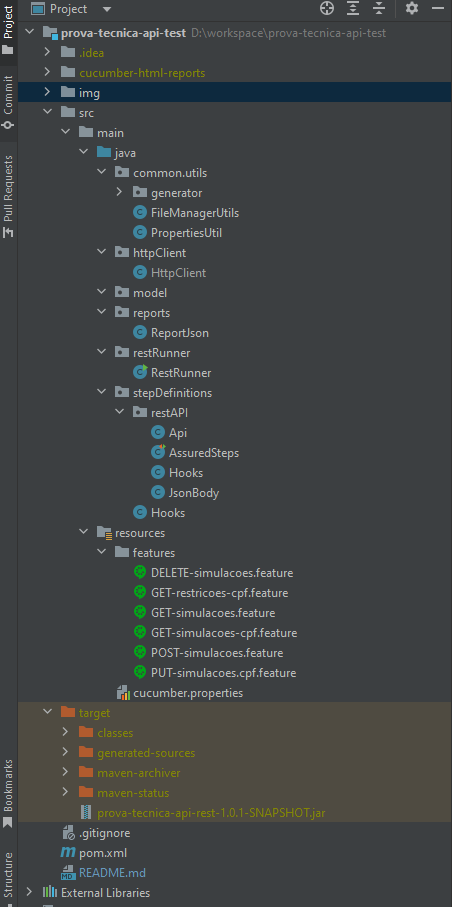 Project
prova-tecnica-api-test D:\workspace\prova-tecnica-api-test
.idea
cucumber-html-reports
img
src
main
java
common.utils
generator
FileManagerUtils
PropertiesUtil
httpClient
HttpClient
model
reports
ReportJson
restRunner
RestRunner
stepDefinitions
restAPI
Api
AssuredSteps
Hooks
JsonBody
Hooks
resources
features
DELETE-simulacoes.feature
GET-restricoes-cpf.feature
GET-simulacoes.feature
GET-simulacoes-cpf.feature
POST-simulacoes.feature
PUT-simulacoes.cpf.feature
cucumber.properties
target
classes
generated-sources
maven-archiver
maven-status
prova-tecnica-api-rest-1.0.1-SNAPSHOT.jar
.gitignore
pom.xml
README.md
External Libraries
Project
Commit
Pull Requests
Bookmarks
Structure